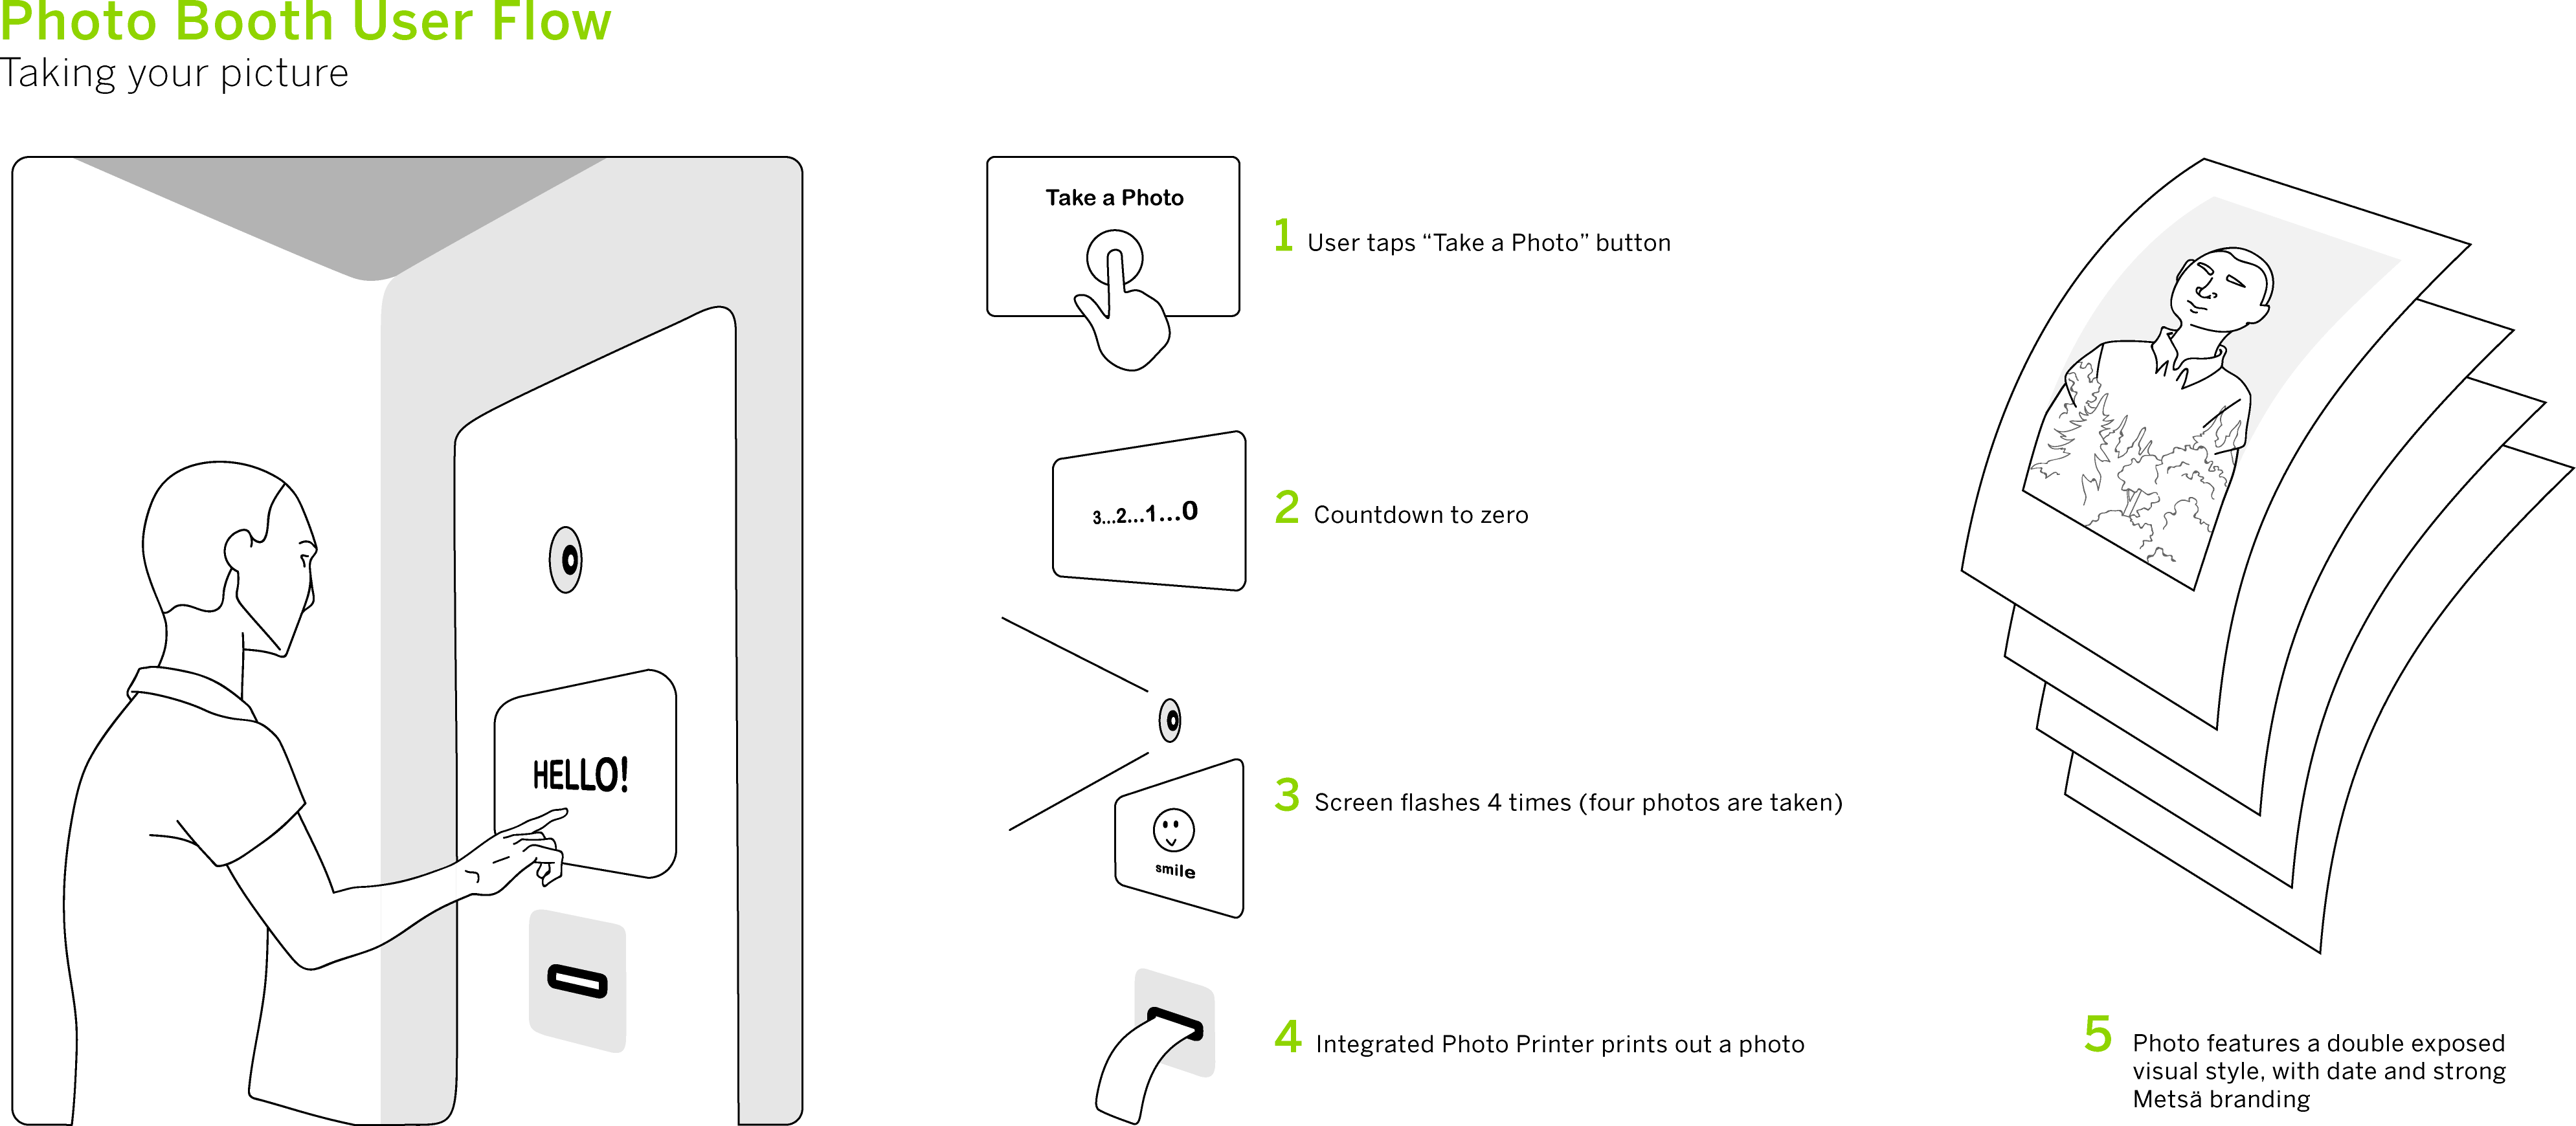 Photo Booth User Flow
Taking your picture
HELLO!
Take a Photo
1 User taps “Take a Photo” button
3...2...1...0
2 Countdown to zero
smile
3 Screen flashes 4 times (four photos are taken)
4 Integrated Photo Printer prints out a photo
5 Photo features a double exposed
visual style, with date and strong
Metsä branding